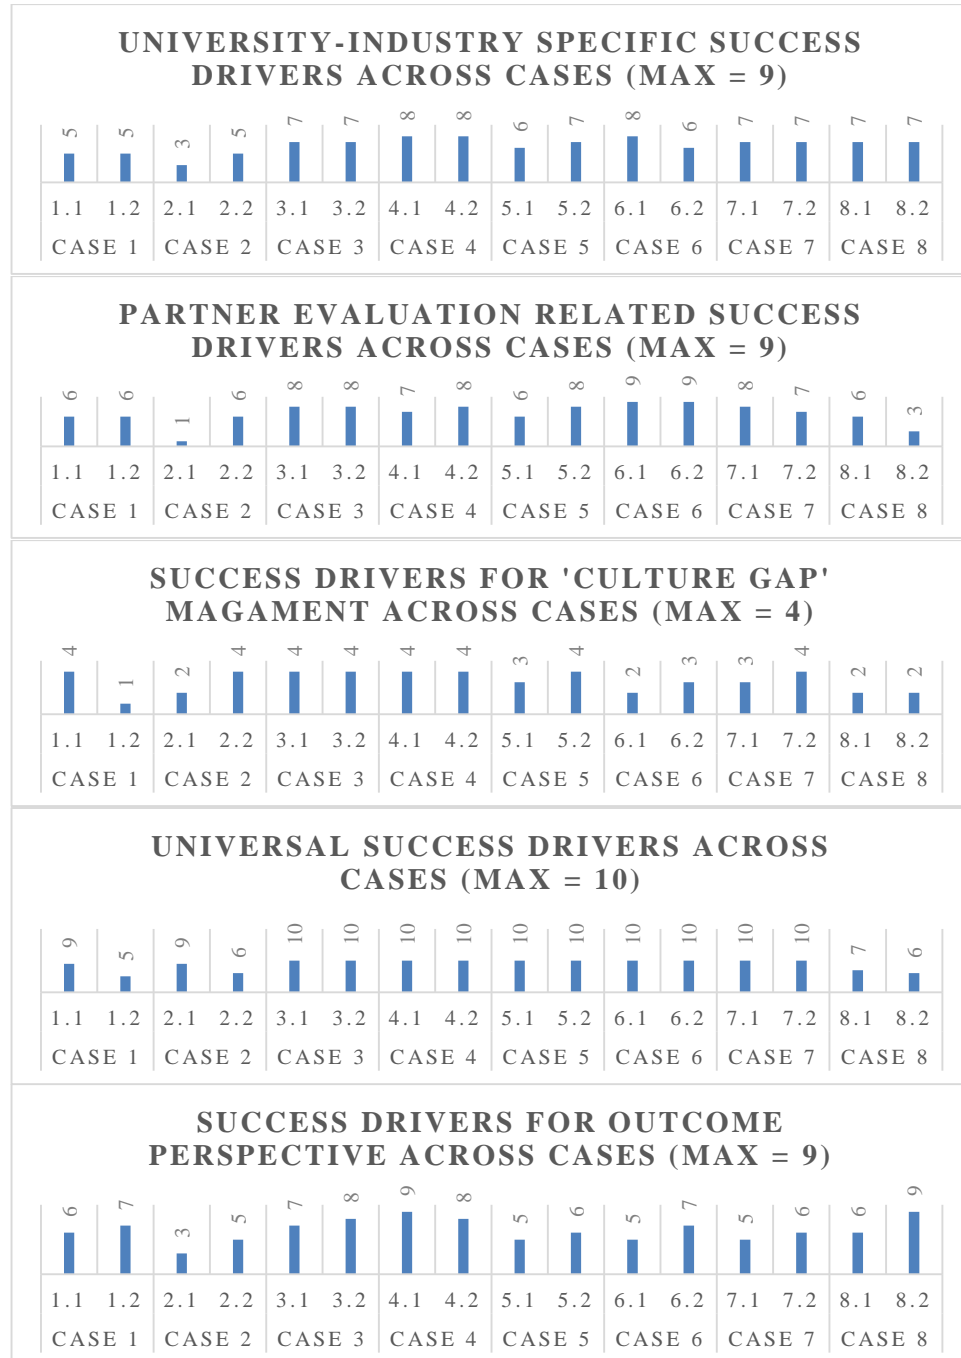 UNIVERSITY-INDUSTRY SPECIFIC SUCCESS
DRIVERS ACROSS CASES (MAX = 9)
5 5 3 5 7 7 8 8 6 7 8 6 7 7 7 7
1.1 1.2 2.1 2.2 3.1 3.2 4.1 4.2 5.1 5.2 6.1 6.2 7.1 7.2 8.1 8.2
CASE 1 CASE 2 CASE 3 CASE 4 CASE 5 CASE 6 CASE 7 CASE 8
PARTNER EVALUATION RELATED SUCCESS
DRIVERS ACROSS CASES (MAX = 9)
6 6 1 6 8 8 7 8 6 8 9 9 8 7 6 3
1.1 1.2 2.1 2.2 3.1 3.2 4.1 4.2 5.1 5.2 6.1 6.2 7.1 7.2 8.1 8.2
CASE 1 CASE 2 CASE 3 CASE 4 CASE 5 CASE 6 CASE 7 CASE 8
SUCCESS DRIVERS FOR 'CULTURE GAP'
MAGAMENT ACROSS CASES (MAX = 4)
4 1 2 4 4 4 4 4 3 4 2 3 3 4 2 2
1.1 1.2 2.1 2.2 3.1 3.2 4.1 4.2 5.1 5.2 6.1 6.2 7.1 7.2 8.1 8.2
CASE 1 CASE 2 CASE 3 CASE 4 CASE 5 CASE 6 CASE 7 CASE 8
UNIVERSAL SUCCESS DRIVERS ACROSS
CASES (MAX = 10)
9 5 9 6 10 10 10 10 10 10 10 10 10 10 7 6
1.1 1.2 2.1 2.2 3.1 3.2 4.1 4.2 5.1 5.2 6.1 6.2 7.1 7.2 8.1 8.2
CASE 1 CASE 2 CASE 3 CASE 4 CASE 5 CASE 6 CASE 7 CASE 8
SUCCESS DRIVERS FOR OUTCOME
PERSPECTIVE ACROSS CASES (MAX = 9)
6 7 3 5 7 8 9 8 5 6 5 7 5 6 6 9
1.1 1.2 2.1 2.2 3.1 3.2 4.1 4.2 5.1 5.2 6.1 6.2 7.1 7.2 8.1 8.2
CASE 1 CASE 2 CASE 3 CASE 4 CASE 5 CASE 6 CASE 7 CASE 8